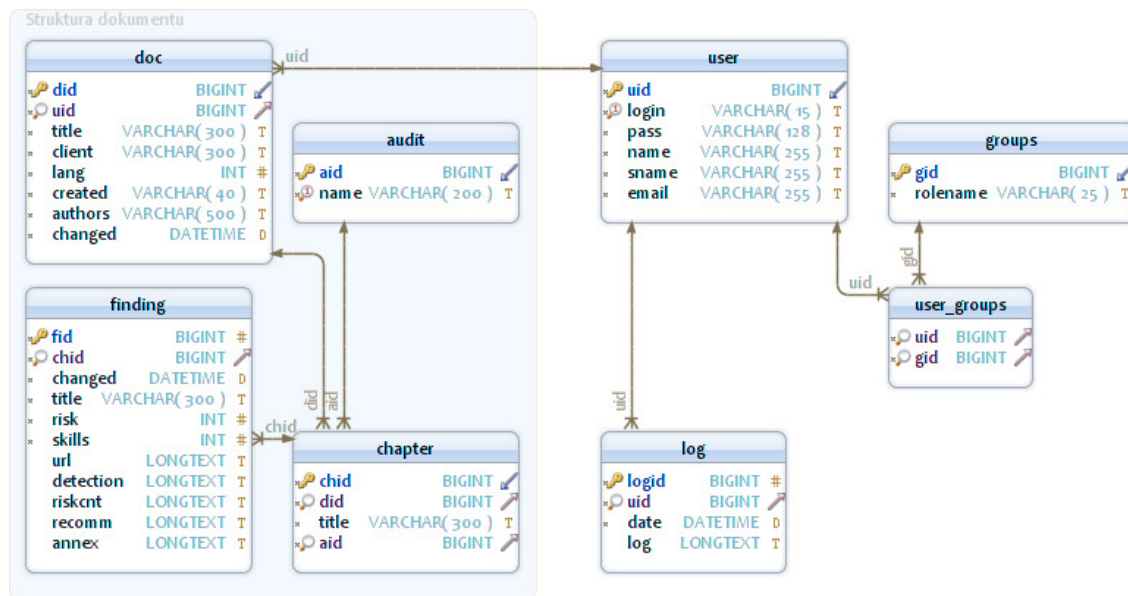 Struktura dokumentu
doc
did BIGINT
uid BIGINT
title VARCHAR( 300 ) T
client VARCHAR( 300 ) T
lang INT #
created VARCHAR( 40 ) T
authors VARCHAR( 500 ) T
changed DATETIME D
uid
audit
aid BIGINT
name VARCHAR( 200 ) T
user
uid BIGINT
login VARCHAR( 15 ) T
pass VARCHAR( 128 ) T
name VARCHAR( 255 ) T
sname VARCHAR( 255 ) T
email VARCHAR( 255 ) T
groups
gid BIGINT
rolename VARCHAR( 25 ) T
uid
gid
user_groups
uid BIGINT
gid BIGINT
finding
fid BIGINT #
chid BIGINT
changed DATETIME D
title VARCHAR( 300 ) T
risk INT #
skills INT #
url LONGTEXT T
detection LONGTEXT T
riskcnt LONGTEXT T
recomm LONGTEXT T
annex LONGTEXT T
chid
did
aid
chapter
chid BIGINT
did BIGINT
title VARCHAR( 300 ) T
aid BIGINT
uid
log
logid BIGINT #
uid BIGINT
date DATETIME D
log LONGTEXT T